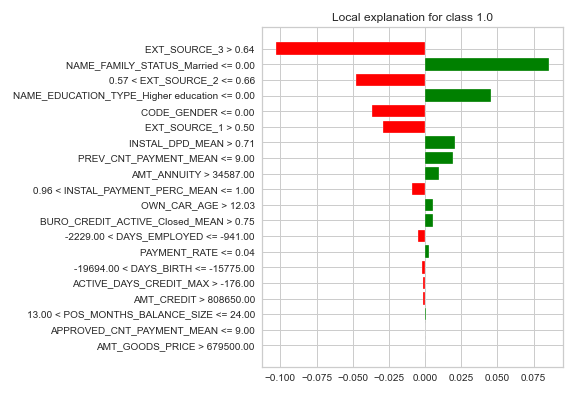 Local explanation for class 1.0
EXT_SOURCE_3 > 0.64
NAME_FAMILY_STATUS_Married <= 0.00
0.57 < EXT_SOURCE_2 <= 0.66
NAME_EDUCATION_TYPE_Higher education <= 0.00
CODE_GENDER <= 0.00
EXT_SOURCE_1 > 0.50
INSTAL_DPD_MEAN > 0.71
PREV_CNT_PAYMENT_MEAN <= 9.00
AMT_ANNUITY > 34587.00
0.96 < INSTAL_PAYMENT_PERC_MEAN <= 1.00
OWN_CAR_AGE > 12.03
BURO_CREDIT_ACTIVE_Closed_MEAN > 0.75
-2229.00 < DAYS_EMPLOYED <= -941.00
PAYMENT_RATE <= 0.04
-19694.00 < DAYS_BIRTH <= -15775.00
ACTIVE_DAYS_CREDIT_MAX > -176.00
AMT_CREDIT > 808650.00
13.00 < POS_MONTHS_BALANCE_SIZE <= 24.00
APPROVED_CNT_PAYMENT_MEAN <= 9.00
AMT_GOODS_PRICE > 679500.00
−0.100 −0.075 −0.050 −0.025 0.000 0.025 0.050 0.075